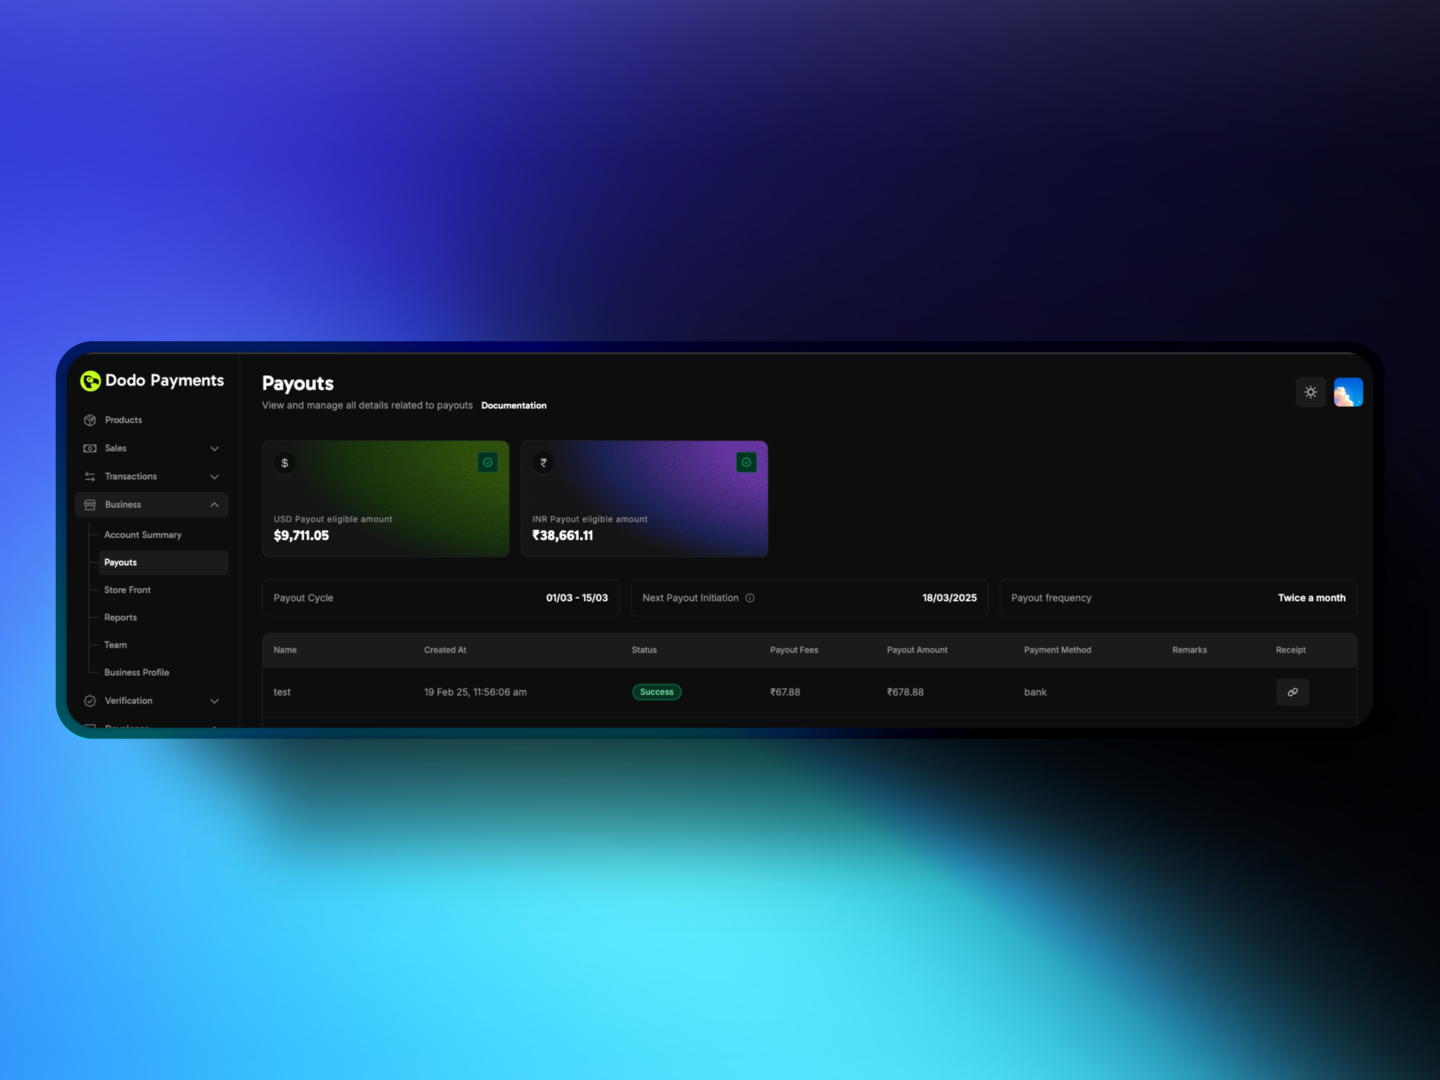 Dodo Payments
Products
Sales
Transactions
Business
Account Summary
Payouts
Store Front
Reports
Team
Business Profile
Verification
Payouts
View and manage all details related to payouts Documentation
$
USD Payout eligible amount
$9,711.05
₹
INR Payout eligible amount
₹38,661.11
Payout Cycle 01/03 - 15/03
Next Payout Initiation 18/03/2025
Payout frequency Twice a month
Name Created At Status Payout Fees Payout Amount Payment Method Remarks Receipt
test 19 Feb 25, 11:56:06 am Success ₹67.88 ₹678.88 bank